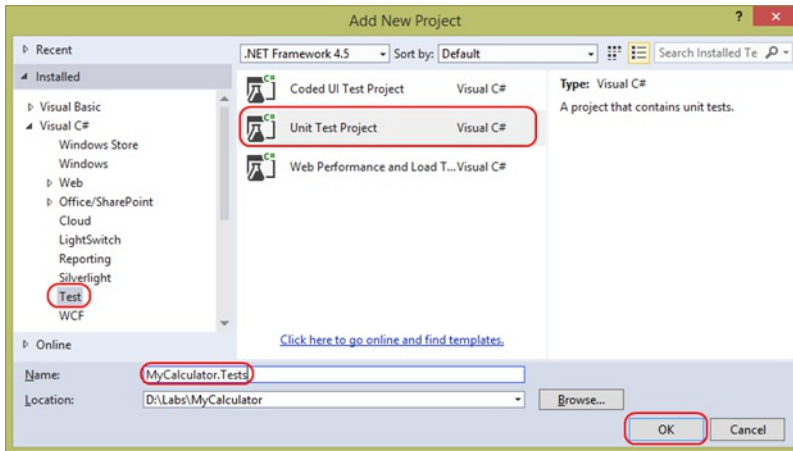 Add New Project
? ×
Recent
.NET Framework 4.5
Sort by: Default
Search Installed Te
Installed
Visual Basic
Visual C#
Windows Store
Windows
Web
Office/SharePoint
Cloud
LightSwitch
Reporting
Silverlight
Test
WCF
Online
C# Coded UI Test Project Visual C#
C# Unit Test Project Visual C#
C# Web Performance and Load T... Visual C#
Click here to go online and find templates.
Type: Visual C#
A project that contains unit tests.
Name: MyCalculator.Tests
Location: D:\Labs\MyCalculator
Browse...
OK Cancel